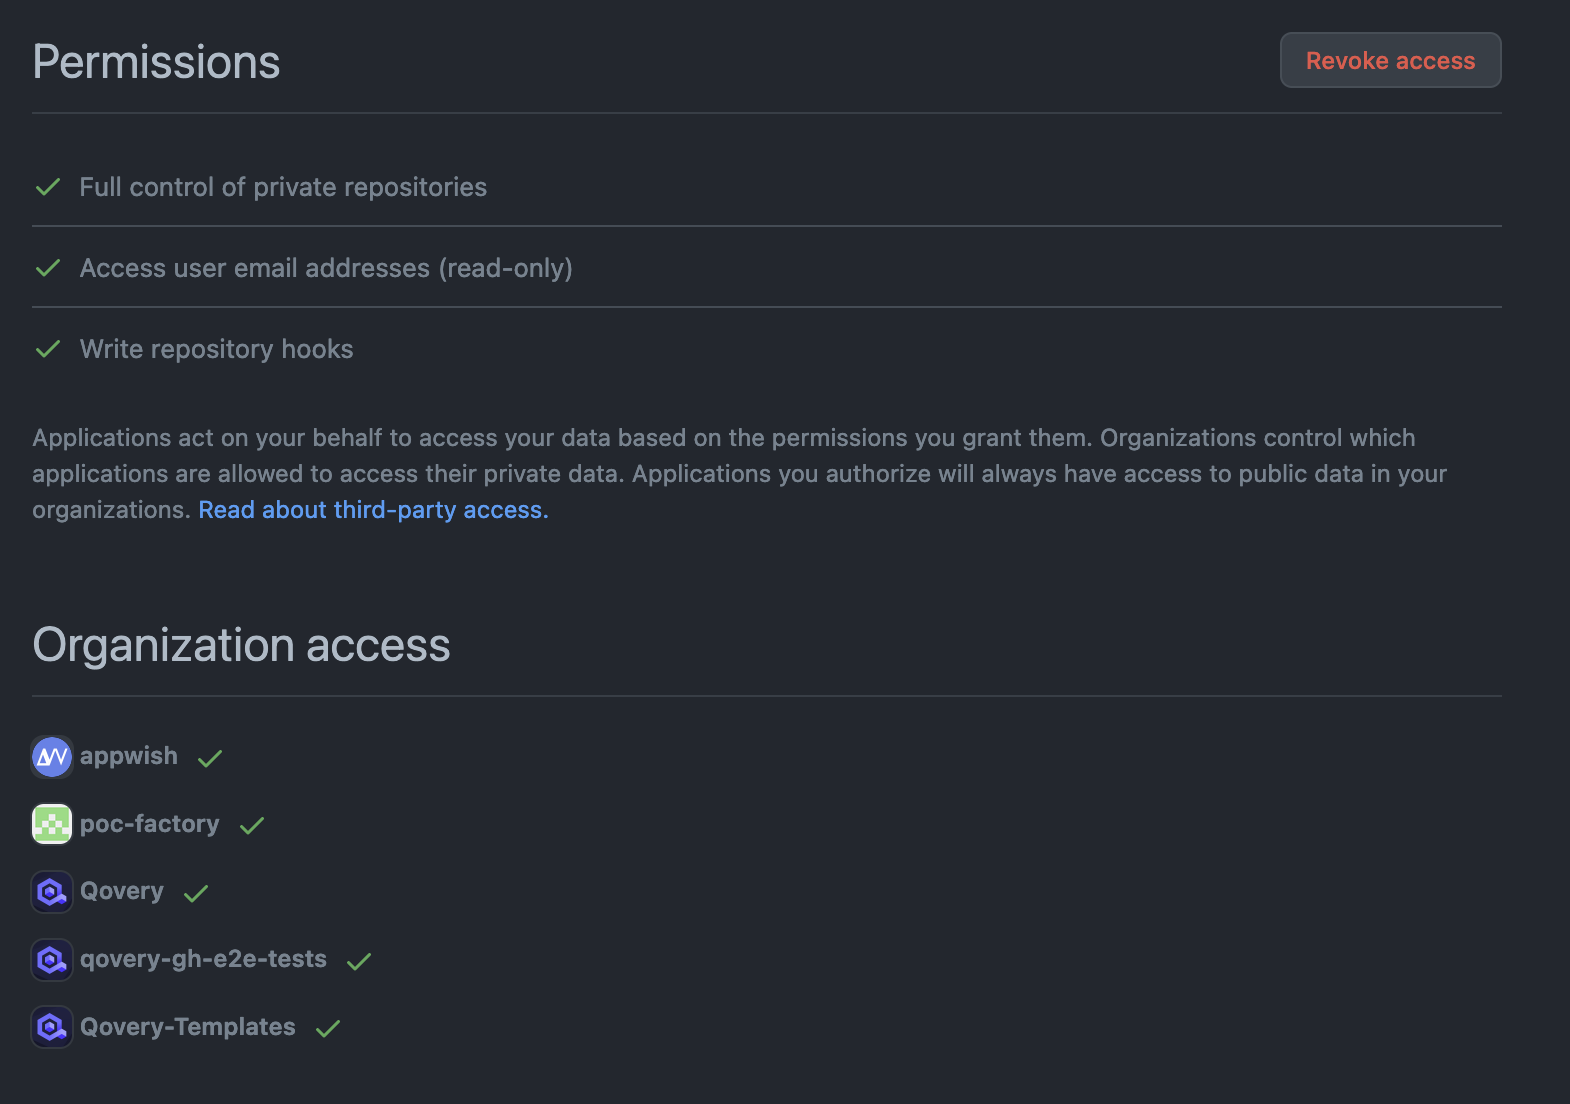 Permissions
Revoke access
Full control of private repositories
Access user email addresses (read-only)
Write repository hooks
Applications act on your behalf to access your data based on the permissions you grant them. Organizations control which
applications are allowed to access their private data. Applications you authorize will always have access to public data in your
organizations. Read about third-party access.
Organization access
appwish
poc-factory
Qovery
qovery-gh-e2e-tests
Qovery-Templates